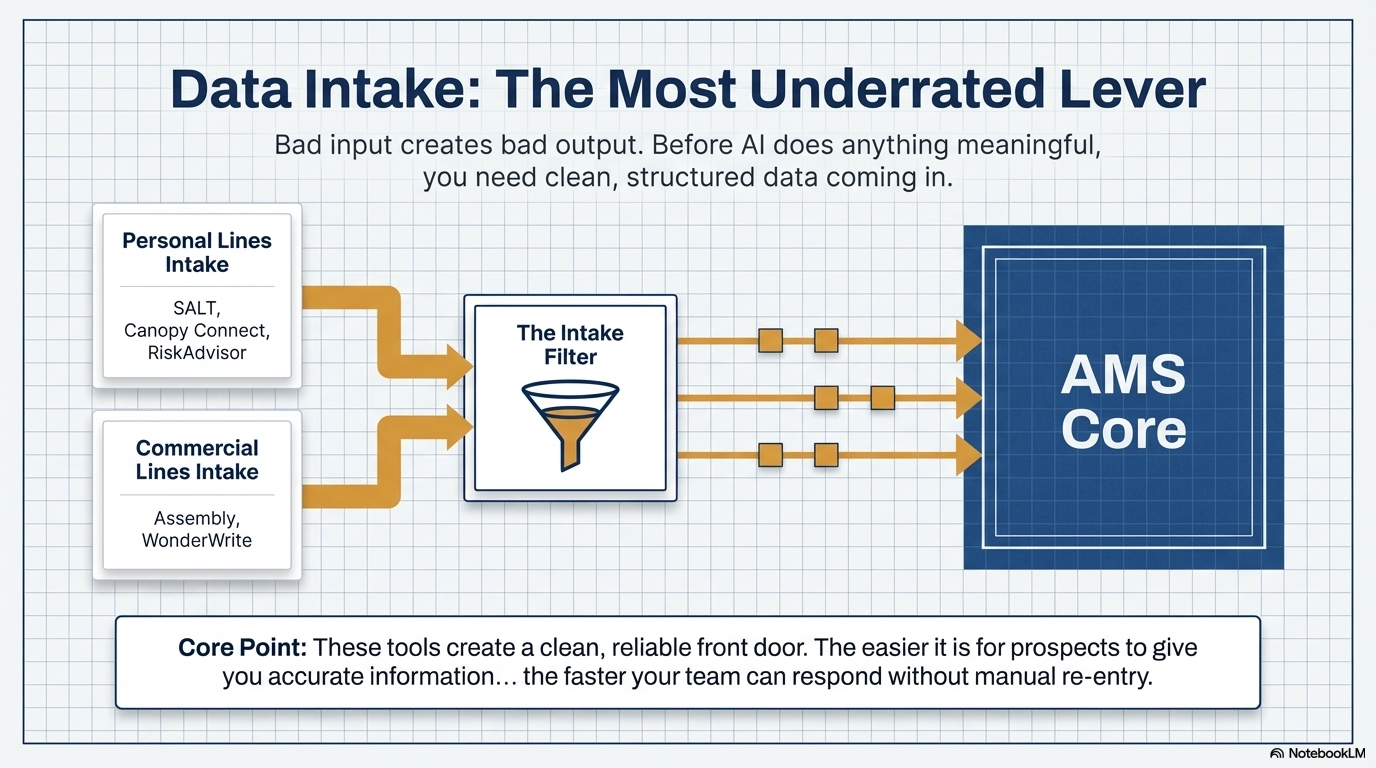 Data Intake: The Most Underrated Lever
Bad input creates bad output. Before AI does anything meaningful,
you need clean, structured data coming in.
Personal Lines
Intake
SALT,
Canopy Connect,
RiskAdvisor
Commercial
Lines Intake
Assembly,
WonderWrite
The Intake
Filter
AMS
Core
Core Point: These tools create a clean, reliable front door. The easier it is for prospects to give
you accurate information... the faster your team can respond without manual re-entry.
NotebookLM